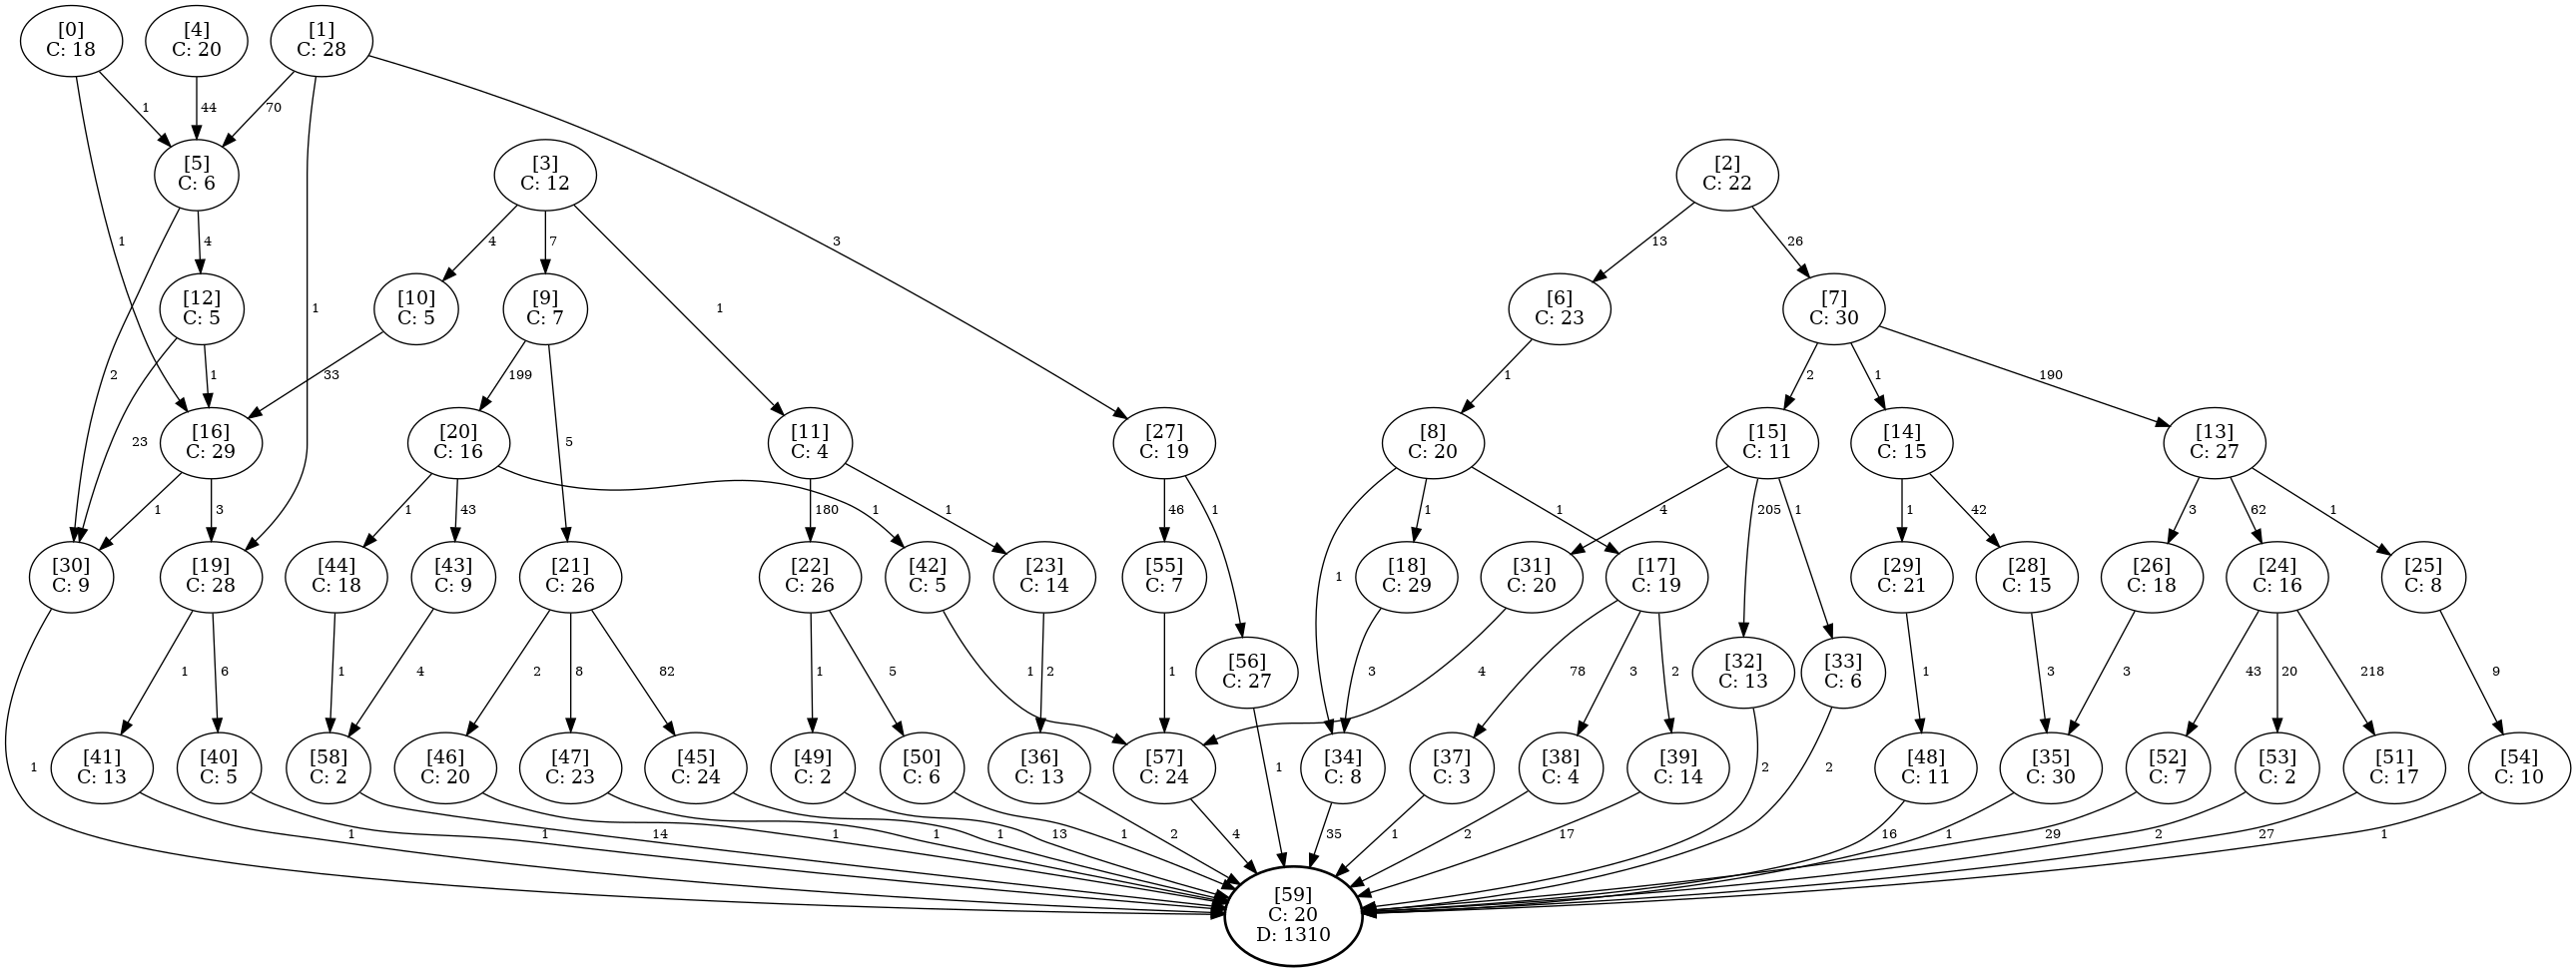 [0]
C: 18
[4]
C: 20
[1]
C: 28
1
44
70
[5]
C: 6
[3]
C: 12
[2]
C: 22
1
4
4
7
3
13
26
[12]
C: 5
[10]
C: 5
[9]
C: 7
1
1
[6]
C: 23
[7]
C: 30
2
1
33
199
1
2
1
190
23
[16]
C: 29
[20]
C: 16
5
[11]
C: 4
[27]
C: 19
[8]
C: 20
[15]
C: 11
[14]
C: 15
[13]
C: 27
1
3
1
43
1
180
1
46
1
1
1
4
205
1
1
42
3
62
1
[30]
C: 9
[19]
C: 28
[44]
C: 18
[43]
C: 9
[21]
C: 26
[22]
C: 26
[42]
C: 5
[23]
C: 14
[55]
C: 7
1
[18]
C: 29
[31]
C: 20
[17]
C: 19
[29]
C: 21
[28]
C: 15
[26]
C: 18
[24]
C: 16
[25]
C: 8
1
6
1
4
2
8
82
1
5
1
2
1
[56]
C: 27
3
4
78
3
2
[32]
C: 13
[33]
C: 6
1
3
3
43
20
218
9
1
[41]
C: 13
[40]
C: 5
[58]
C: 2
[46]
C: 20
[47]
C: 23
[45]
C: 24
[49]
C: 2
[50]
C: 6
[36]
C: 13
[57]
C: 24
1
[34]
C: 8
[37]
C: 3
[38]
C: 4
[39]
C: 14
2
2
[48]
C: 11
[35]
C: 30
[52]
C: 7
[53]
C: 2
[51]
C: 17
[54]
C: 10
1
1
14
1
1
1
13
1
2
4
35
1
2
17
16
1
29
2
27
1
[59]
C: 20
D: 1310